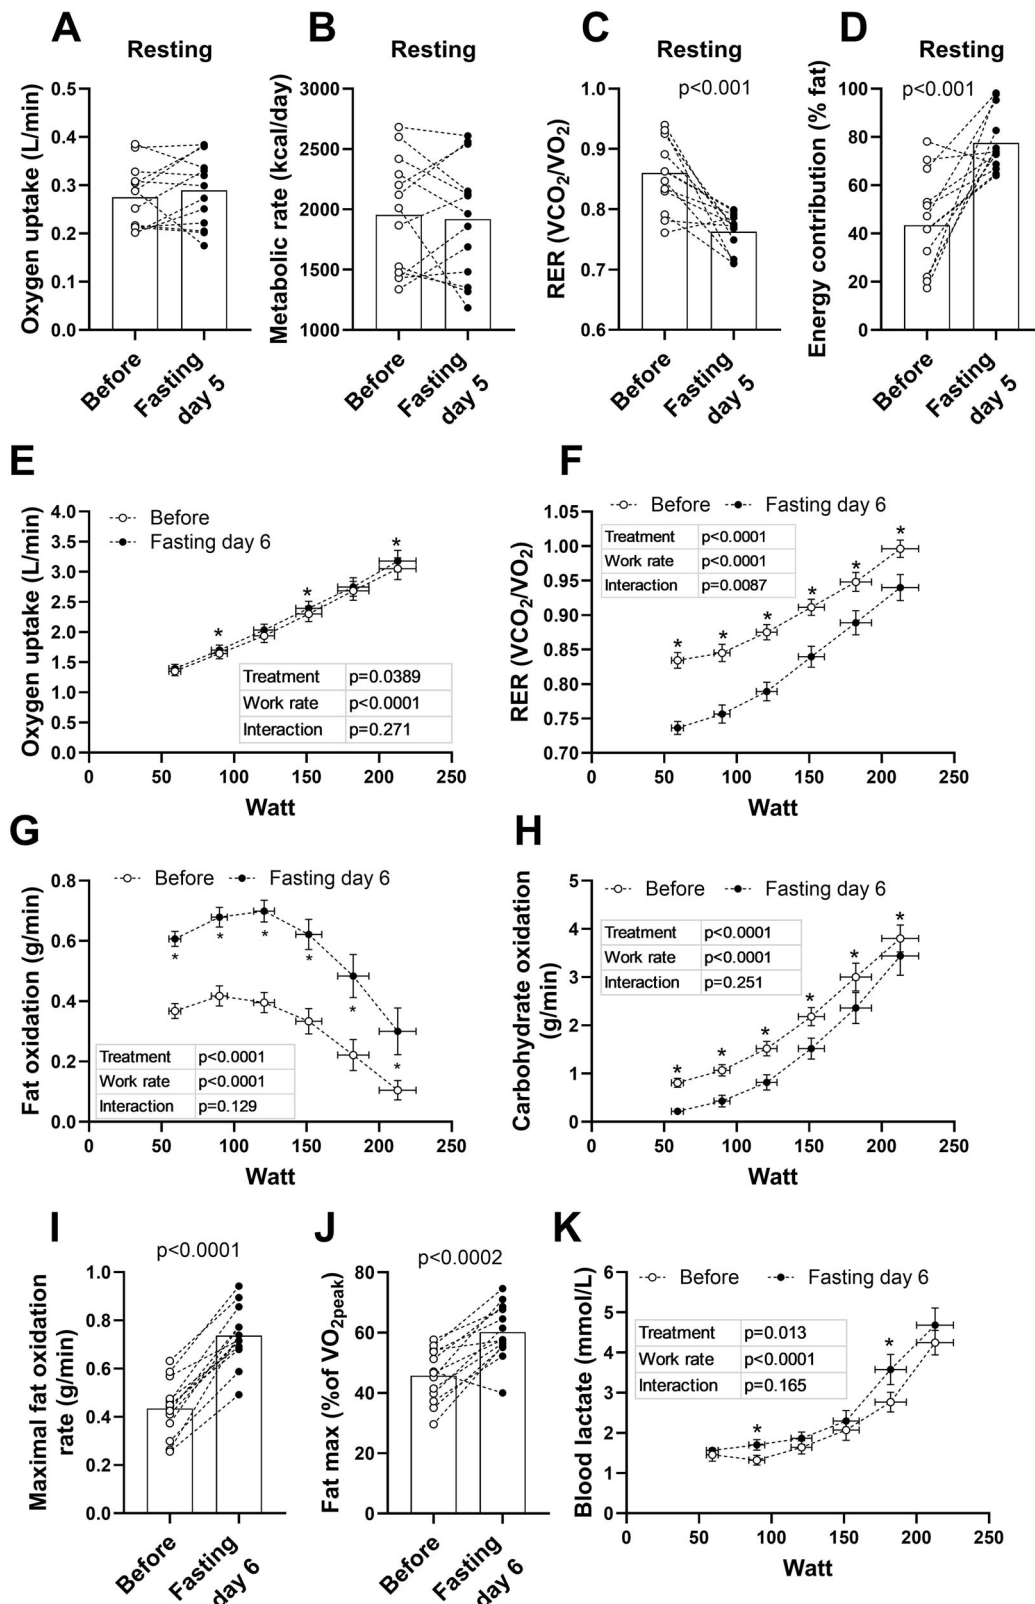 A
Resting
Oxygen uptake (L/min)
0.5
0.4
0.3
0.2
0.1
0.0
Before
Fasting
day 5
B
Resting
Metabolic rate (kcal/day)
3000
2500
2000
1500
1000
Before
Fasting
day 5
C
Resting
p<0.001
RER (VCO2/VO2)
1.0
0.9
0.8
0.7
0.6
Before
Fasting
day 5
D
Resting
p<0.001
Energy contribution (% fat)
100
80
60
40
20
0
Before
Fasting
day 5
E
Oxygen uptake (L/min)
4.0
3.5
3.0
2.5
2.0
1.5
1.0
0.5
0.0
Before
Fasting day 6
*
*
*
Treatment p=0.0389
Work rate p<0.0001
Interaction p=0.271
0 50 100 150 200 250
Watt
F
Before Fasting day 6
RER (VCO2/VO2)
1.05
1.00
0.95
0.90
0.85
0.80
0.75
0.70
Treatment p<0.0001
Work rate p<0.0001
Interaction p=0.0087
* * * * * *
0 50 100 150 200 250
Watt
G
Before Fasting day 6
Fat oxidation (g/min)
0.8
0.6
0.4
0.2
0.0
* * * * * *
Treatment p<0.0001
Work rate p<0.0001
Interaction p=0.129
0 50 100 150 200 250
Watt
H
Before Fasting day 6
Carbohydrate oxidation
(g/min)
5
4
3
2
1
0
Treatment p<0.0001
Work rate p<0.0001
Interaction p=0.251
* * * * * *
0 50 100 150 200 250
Watt
I
p<0.0001
Maximal fat oxidation
rate (g/min)
1.0
0.8
0.6
0.4
0.2
0.0
Before
Fasting
day 6
J
p<0.0002
Fat max (%of VO2peak)
80
60
40
20
0
Before
Fasting
day 6
K
Before Fasting day 6
Blood lactate (mmol/L)
6
5
4
3
2
1
0
Treatment p=0.013
Work rate p<0.0001
Interaction p=0.165
* *
0 50 100 150 200 250
Watt